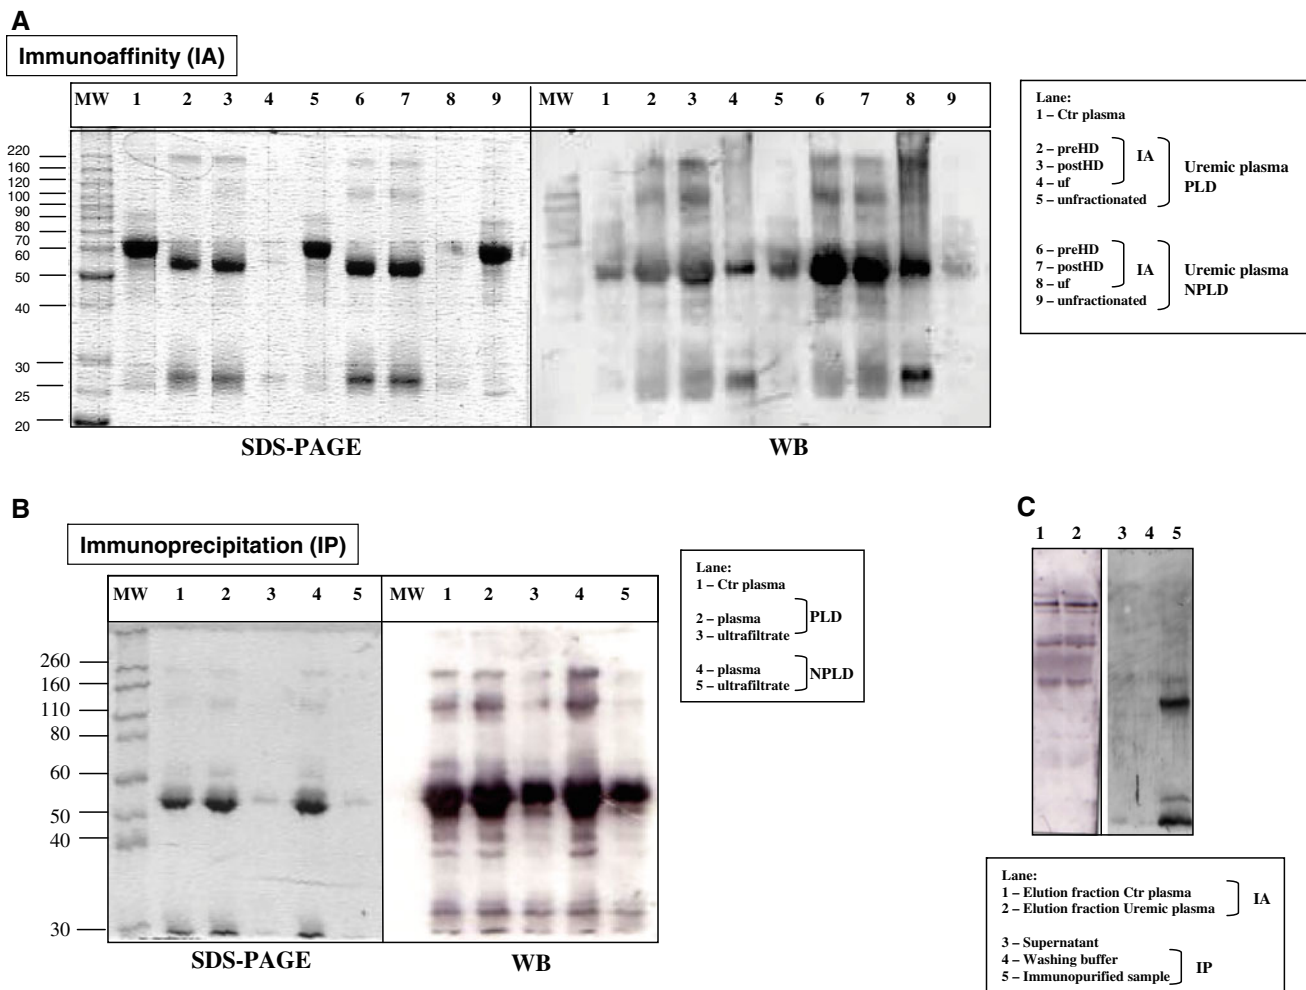 A
Immunoaffinity (IA)
MW 1 2 3 4 5 6 7 8 9 MW 1 2 3 4 5 6 7 8 9
220
160
120
100
90
80
70
60
50
40
30
25
20
SDS-PAGE WB
Lane:
1 – Ctr plasma
2 – preHD
3 – postHD
4 – uf
IA
5 – unfractionated
Uremic plasma
PLD
6 – preHD
7 – postHD
8 – uf
IA
9 – unfractionated
Uremic plasma
NPLD
B
Immunoprecipitation (IP)
MW 1 2 3 4 5 MW 1 2 3 4 5
260
160
110
80
60
50
40
30
SDS-PAGE WB
Lane:
1 – Ctr plasma
2 – plasma
3 – ultrafiltrate
PLD
4 – plasma
5 – ultrafiltrate
NPLD
C
1 2 3 4 5
Lane:
1 – Elution fraction Ctr plasma
2 – Elution fraction Uremic plasma
IA
3 – Supernatant
4 – Washing buffer
5 – Immunopurified sample
IP